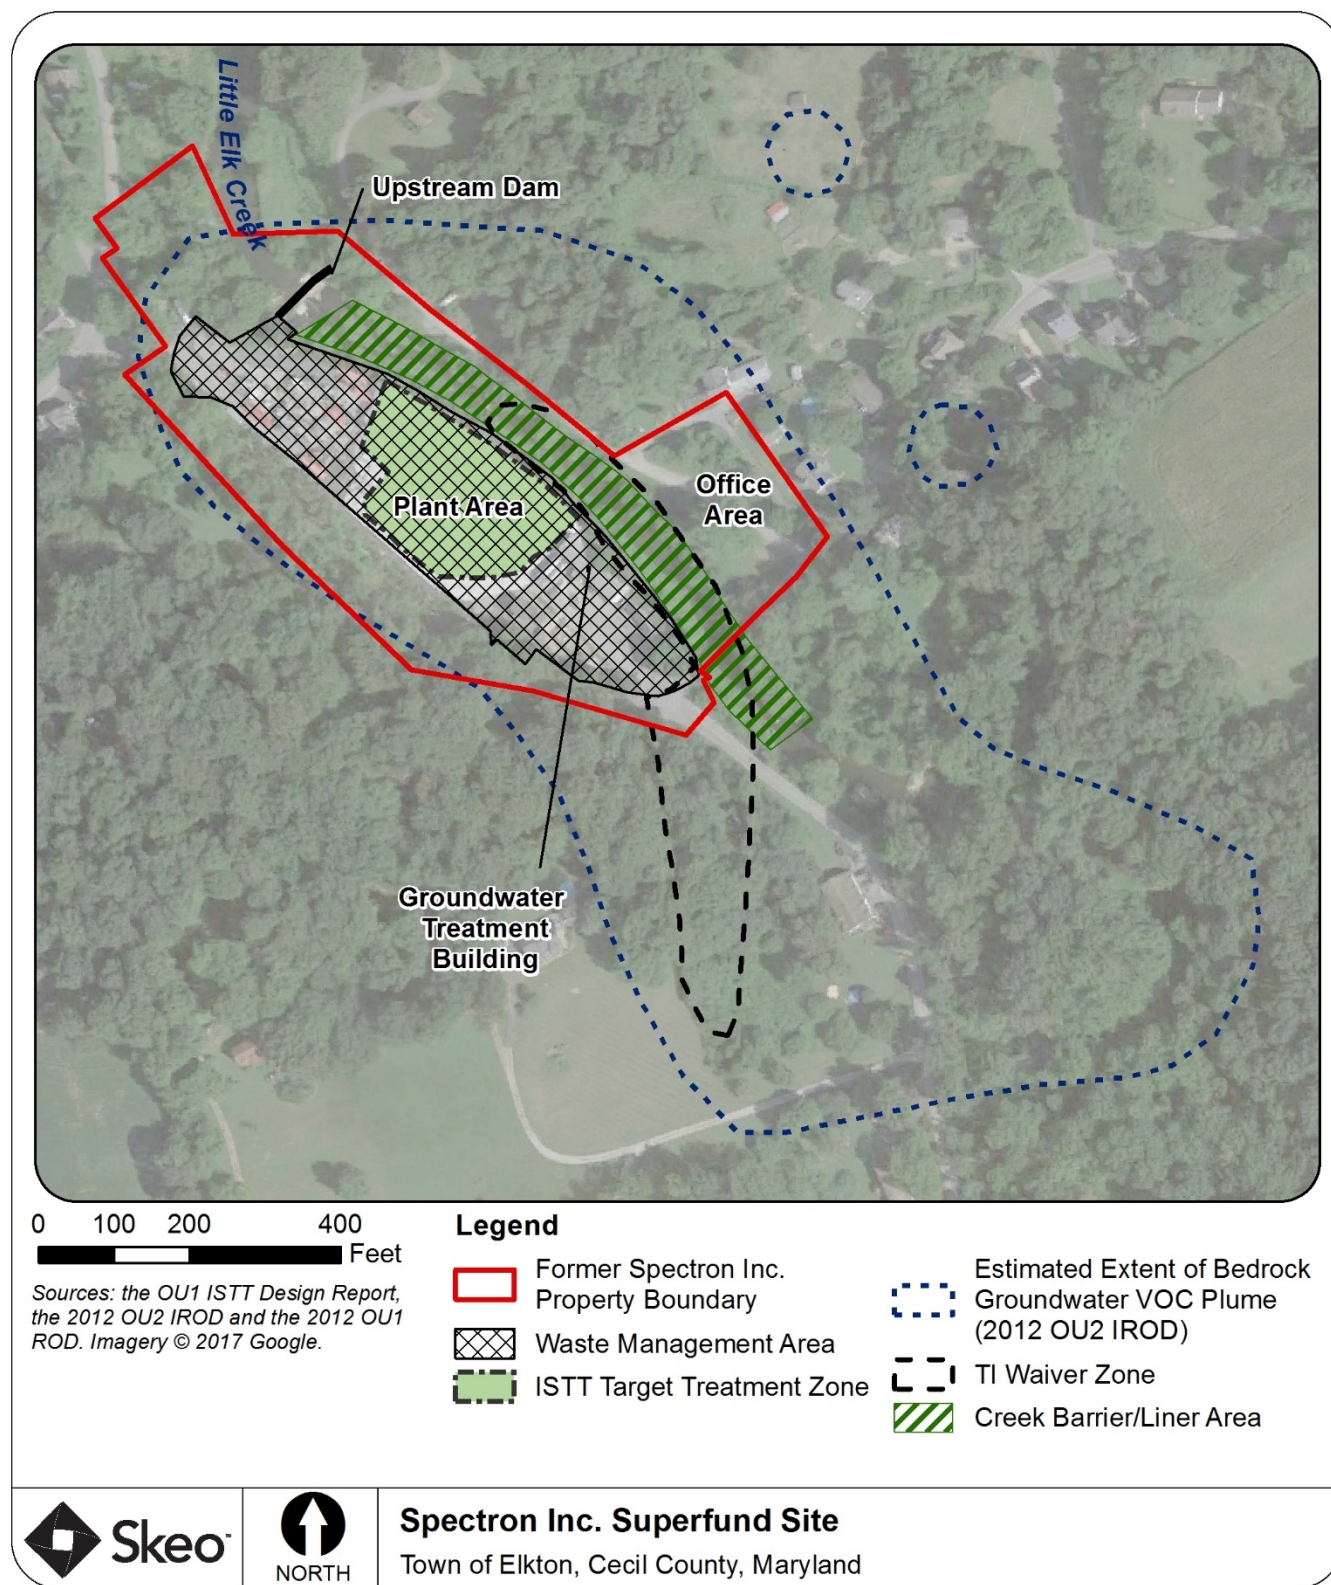 Little Elk Creek
Upstream Dam
Office
Area
Plant Area
Groundwater
Treatment
Building
0 100 200 400
Feet
Sources: the OU1 ISTT Design Report,
the 2012 OU2 IROD and the 2012 OU1
ROD. Imagery © 2017 Google.
Legend
Former Spectron Inc.
Property Boundary
Waste Management Area
ISTT Target Treatment Zone
Estimated Extent of Bedrock
Groundwater VOC Plume
(2012 OU2 IROD)
TI Waiver Zone
Creek Barrier/Liner Area
Skeo™
NORTH
Spectron Inc. Superfund Site
Town of Elkton, Cecil County, Maryland